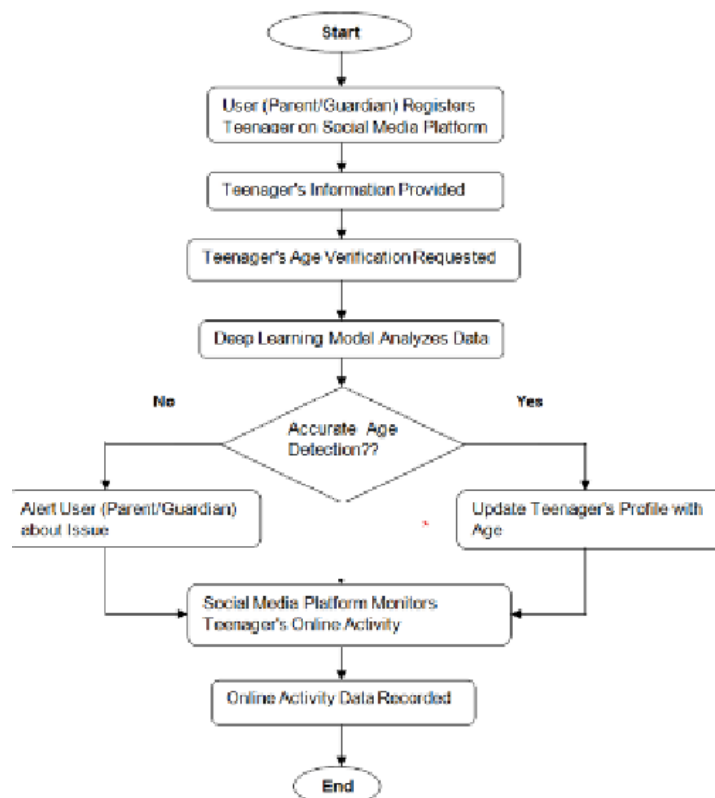 Start
User (Parent/Guardian) Registers
Teenager on Social Media Platform
Teenager's Information Provided
Teenager's Age Verification Requested
Deep Learning Model Analyzes Data
No
Yes
Accurate Age
Detection??
Alert User (Parent/Guardian)
about Issue
Update Teenager's Profile with
Age
Social Media Platform Monitors
Teenager's Online Activity
Online Activity Data Recorded
End